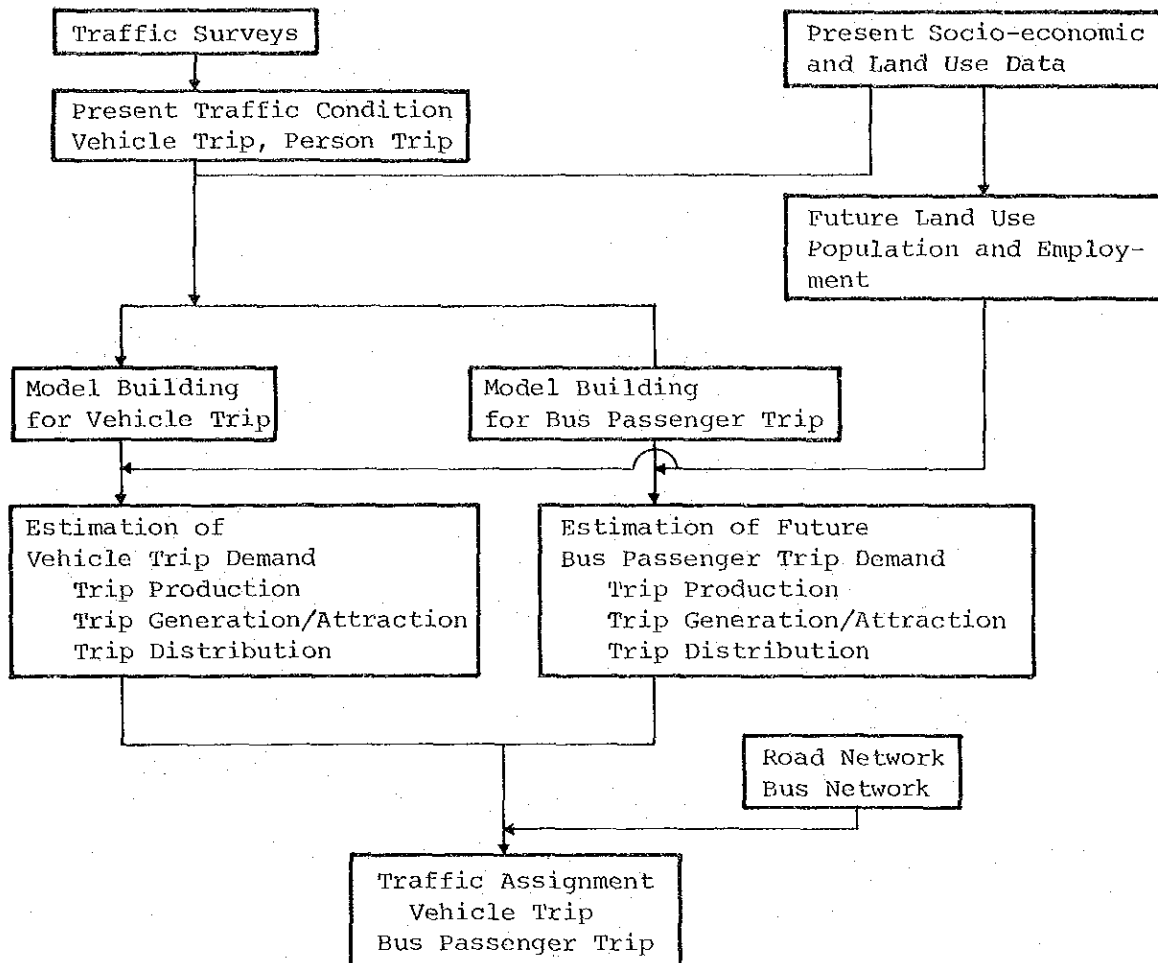 Traffic Surveys
Present Socio-economic
and Land Use Data
Present Traffic Condition
Vehicle Trip, Person Trip
Future Land Use
Population and Employ-
ment
Model Building
for Vehicle Trip
Model Building
for Bus Passenger Trip
Estimation of
Vehicle Trip Demand
Trip Production
Trip Generation/Attraction
Trip Distribution
Estimation of Future
Bus Passenger Trip Demand
Trip Production
Trip Generation/Attraction
Trip Distribution
Road Network
Bus Network
Traffic Assignment
Vehicle Trip
Bus Passenger Trip